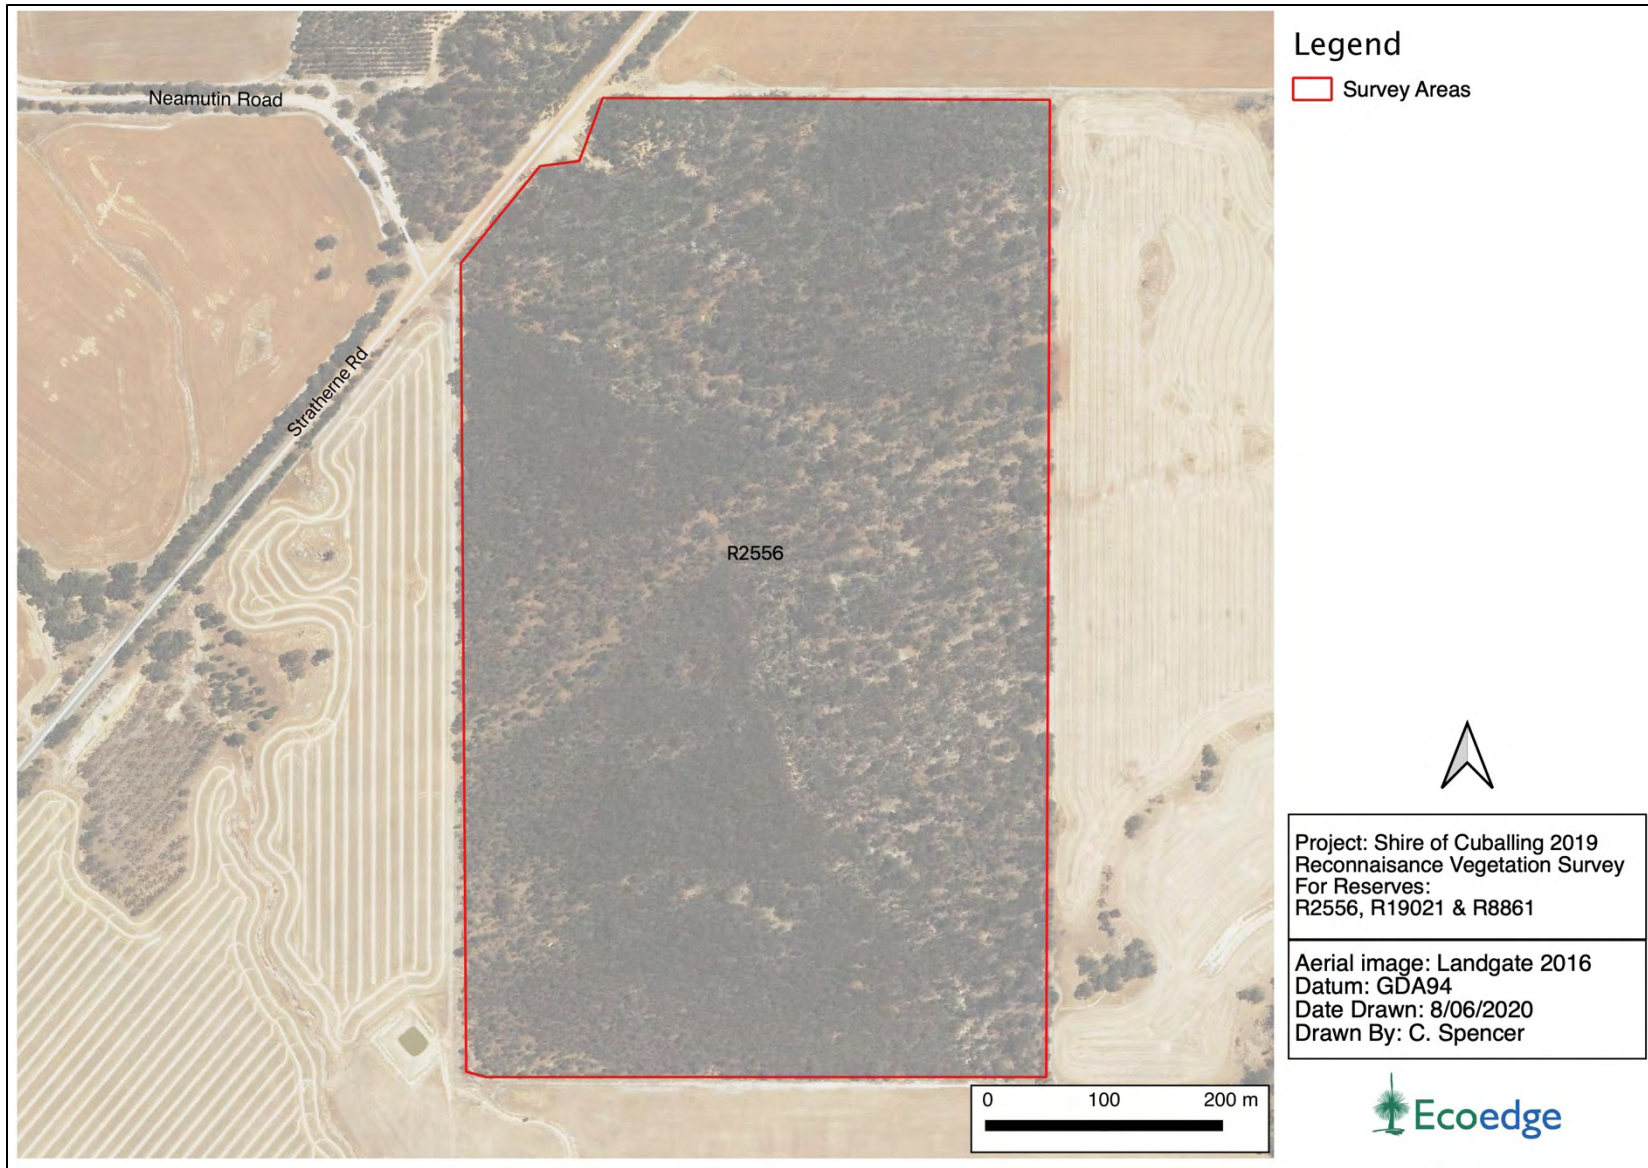 Legend
Survey Areas
Neamutin Road
Stratherne Rd
R2556
Project: Shire of Cuballing 2019
Reconnaisance Vegetation Survey
For Reserves:
R2556, R19021 & R8861
Aerial image: Landgate 2016
Datum: GDA94
Date Drawn: 8/06/2020
Drawn By: C. Spencer
0 100 200 m
Ecoedge